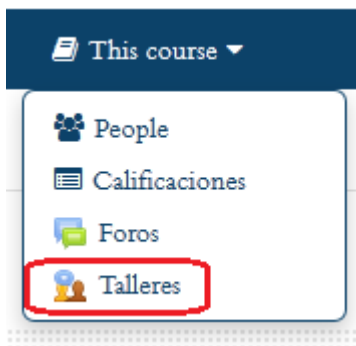 This course
People
Calificaciones
Foros
Talleres